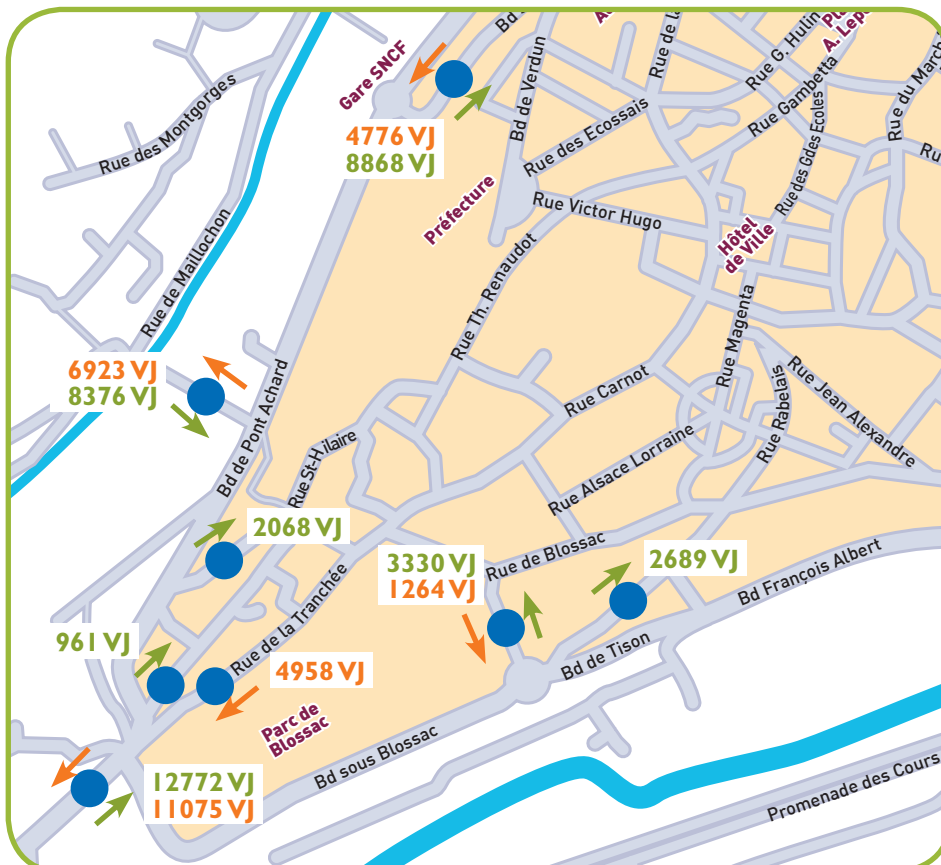 Gare SNCF
Bd de Verdun
Rue de la
Rue G. Hulin
A. Lep
Rue Gambetta
Rue du March
Rue des Montgorges
4776 VJ
8868 VJ
Rue des Ecossais
Rue des Gdes Ecoles
Préfecture
Rue Victor Hugo
Hôtel
de Ville
Rue de Maillochon
Rue Th. Renaudot
Rue Magenta
6923 VJ
8376 VJ
Bd de Pont Achard
Rue Carnot
Rue Rabelais
Rue Jean Alexandre
Rue St-Hilaire
Rue Alsace Lorraine
2068 VJ
Rue de Blossac
3330 VJ
1264 VJ
2689 VJ
Bd François Albert
Rue de la Tranchée
961 VJ
4958 VJ
Bd de Tison
Parc de
Blossac
Bd sous Blossac
12772 VJ
11075 VJ
Promenade des Cours